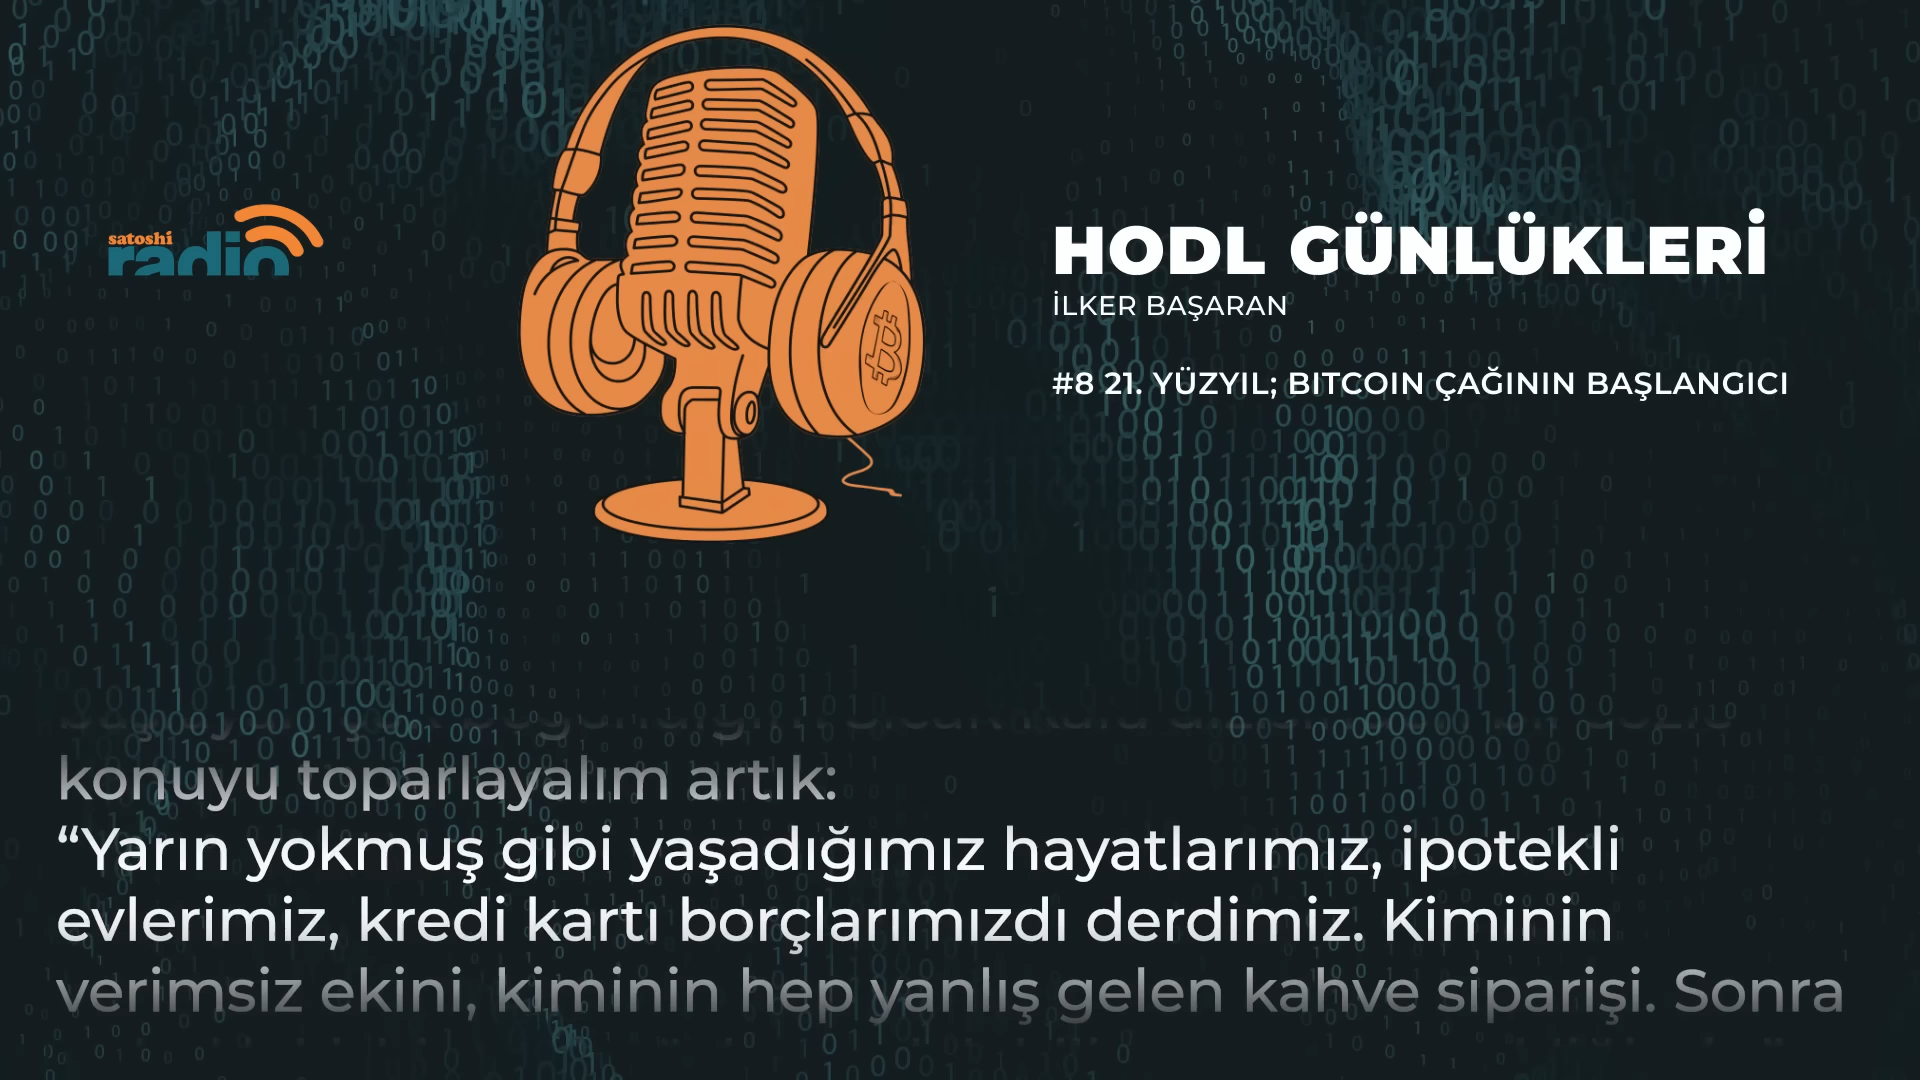 satoshi
radio
HODL GÜNLÜKLERİ
İLKER BAŞARAN
#8 21. YÜZYIL; BITCOIN ÇAĞININ BAŞLANGICI
konuyu toparlayalım artık:
“Yarın yokmuş gibi yaşadığımız hayatlarımız, ipotekli
evlerimiz, kredi kartı borçlarımızdı derdimiz. Kiminin
verimsiz ekini, kiminin hep yanlış gelen kahve siparişi. Sonra